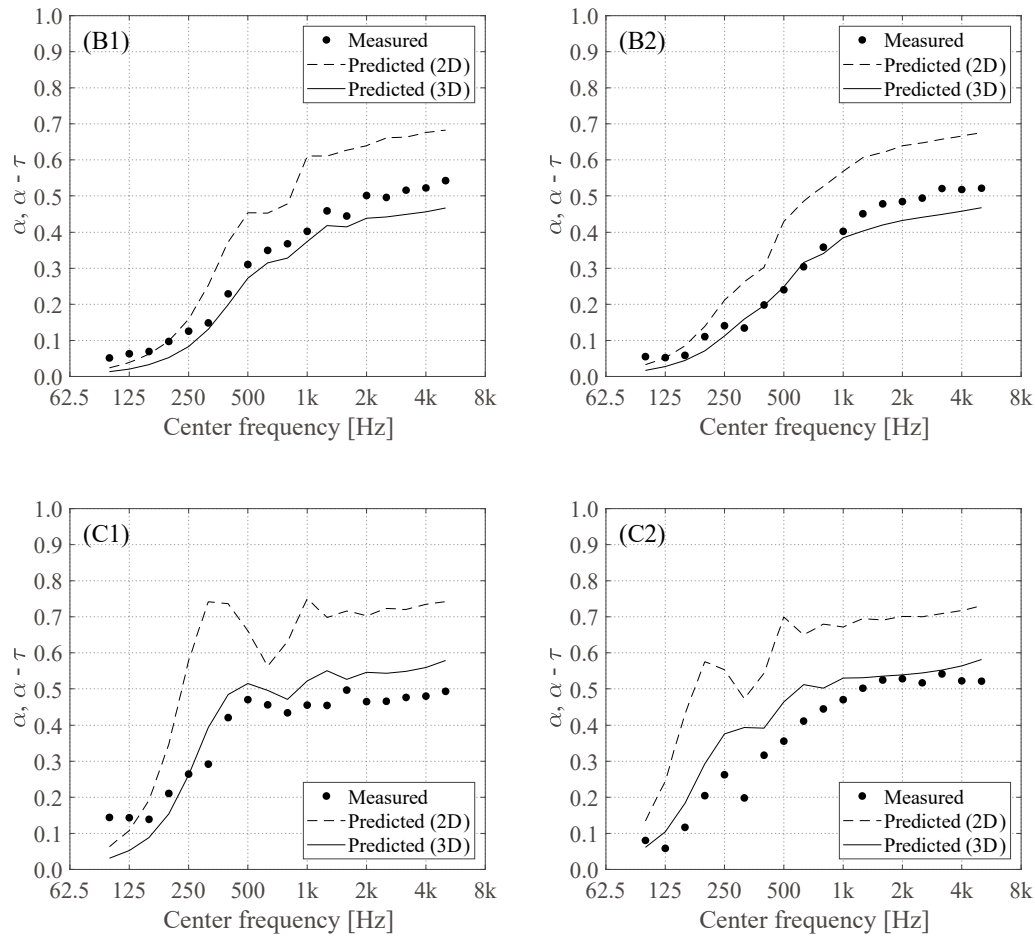 1.0
0.9
0.8
0.7
0.6
0.5
0.4
0.3
0.2
0.1
0.0
α, α - τ
(B1)
Measured
Predicted (2D)
Predicted (3D)
62.5 125 250 500 1k 2k 4k 8k
Center frequency [Hz]
1.0
0.9
0.8
0.7
0.6
0.5
0.4
0.3
0.2
0.1
0.0
α, α - τ
(B2)
Measured
Predicted (2D)
Predicted (3D)
62.5 125 250 500 1k 2k 4k 8k
Center frequency [Hz]
1.0
0.9
0.8
0.7
0.6
0.5
0.4
0.3
0.2
0.1
0.0
α, α - τ
(C1)
Measured
Predicted (2D)
Predicted (3D)
62.5 125 250 500 1k 2k 4k 8k
Center frequency [Hz]
1.0
0.9
0.8
0.7
0.6
0.5
0.4
0.3
0.2
0.1
0.0
α, α - τ
(C2)
Measured
Predicted (2D)
Predicted (3D)
62.5 125 250 500 1k 2k 4k 8k
Center frequency [Hz]